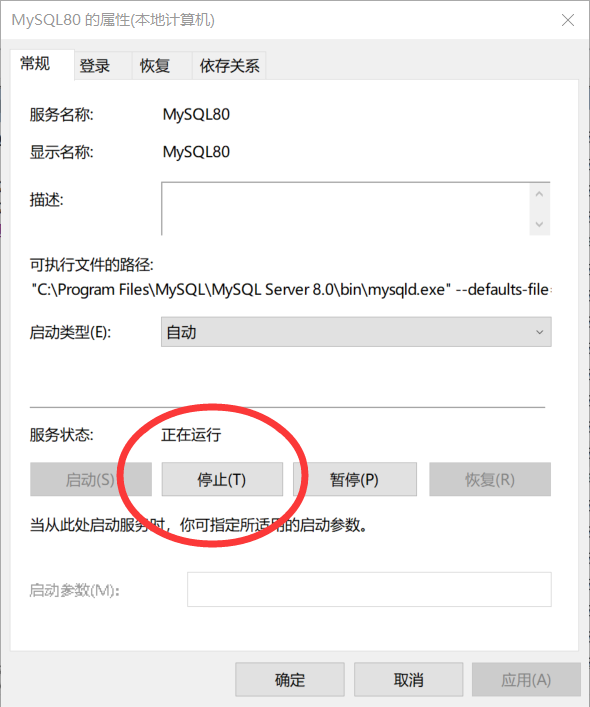 MySQL80 的属性(本地计算机)
常规 登录 恢复 依存关系
服务名称: MySQL80
显示名称: MySQL80
描述:
可执行文件的路径:
"C:\Program Files\MySQL\MySQL Server 8.0\bin\mysqld.exe" --defaults-file=
启动类型(E): 自动
服务状态: 正在运行
启动(S) 停止(T) 暂停(P) 恢复(R)
当从此处启动服务时，你可指定所适用的启动参数。
启动参数(M):
确定 取消 应用(A)